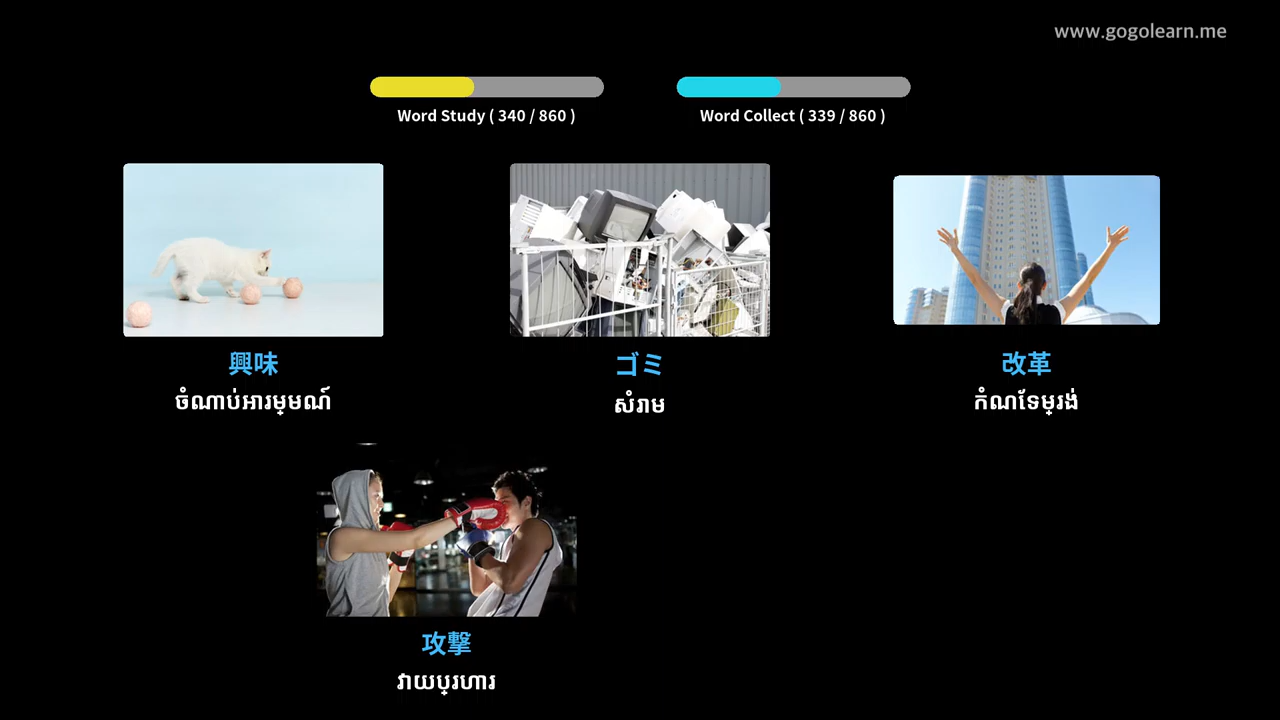 www.gogolearn.me
Word Study ( 340 / 860 )
Word Collect ( 339 / 860 )
興味
ចំណាប់អារម្មមណ៍
ゴミ
សំរាម
改革
កំណទែម្រង់
攻撃
វាយប្រហារ